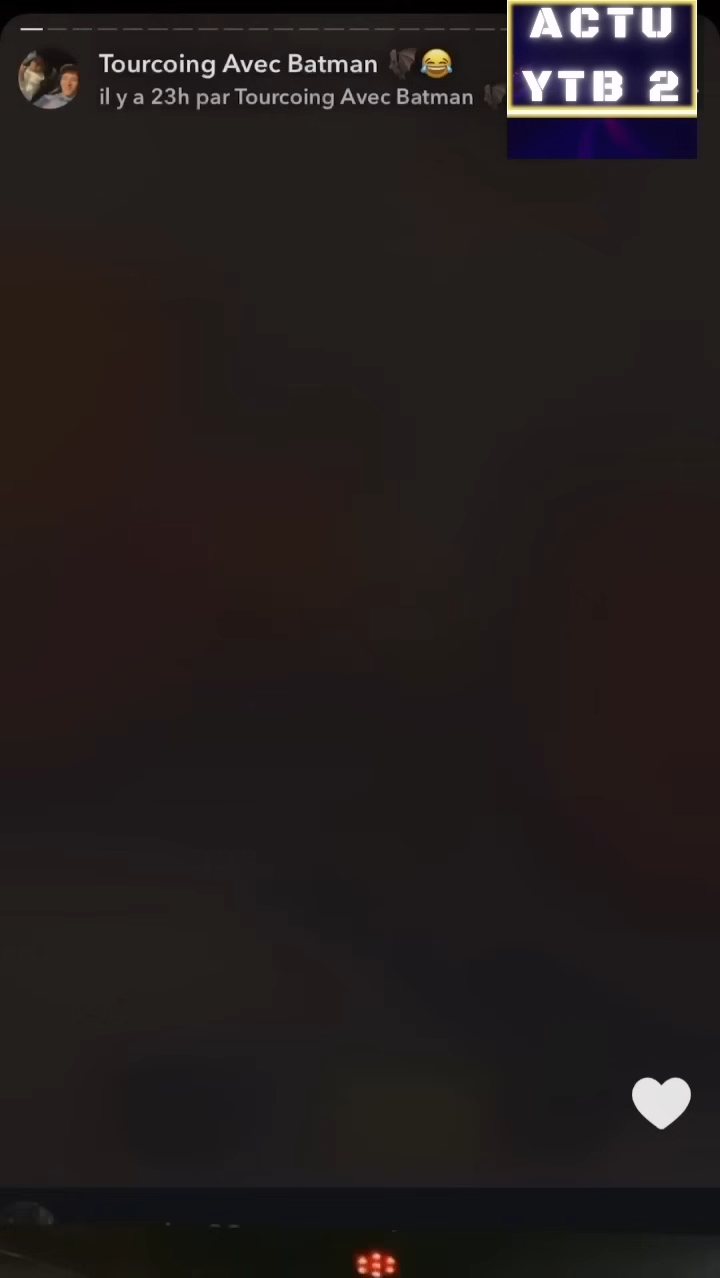 Tourcoing Avec Batman 🦇😂
il y a 23h par Tourcoing Avec Batman 🦇
ACTU
YTB 2